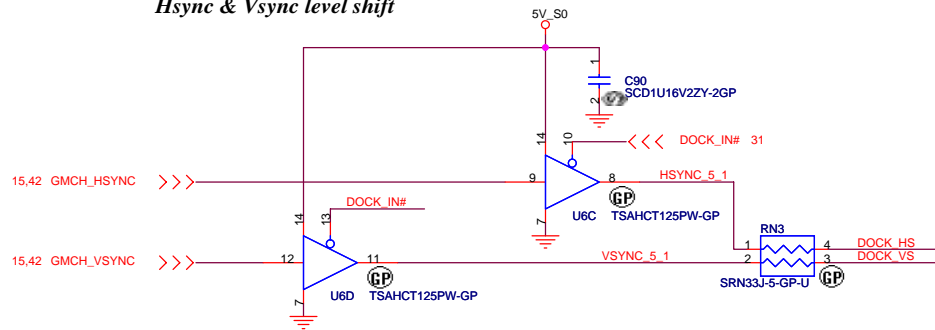 Hsync & Vsync level shift
5V_S0
1
C90
SCD1U16V2ZY-2GP
2
14
10
DOCK_IN# 31
15,42 GMCH_HSYNC
9
8
HSYNC_5_1
GP
U6C TSAHCT125PW-GP
7
14
13
DOCK_IN#
RN3
1
4
DOCK_HS
15,42 GMCH_VSYNC
12
11
VSYNC_5_1
2
3
DOCK_VS
GP
GP
SRN33J-5-GP-U
U6D TSAHCT125PW-GP
7